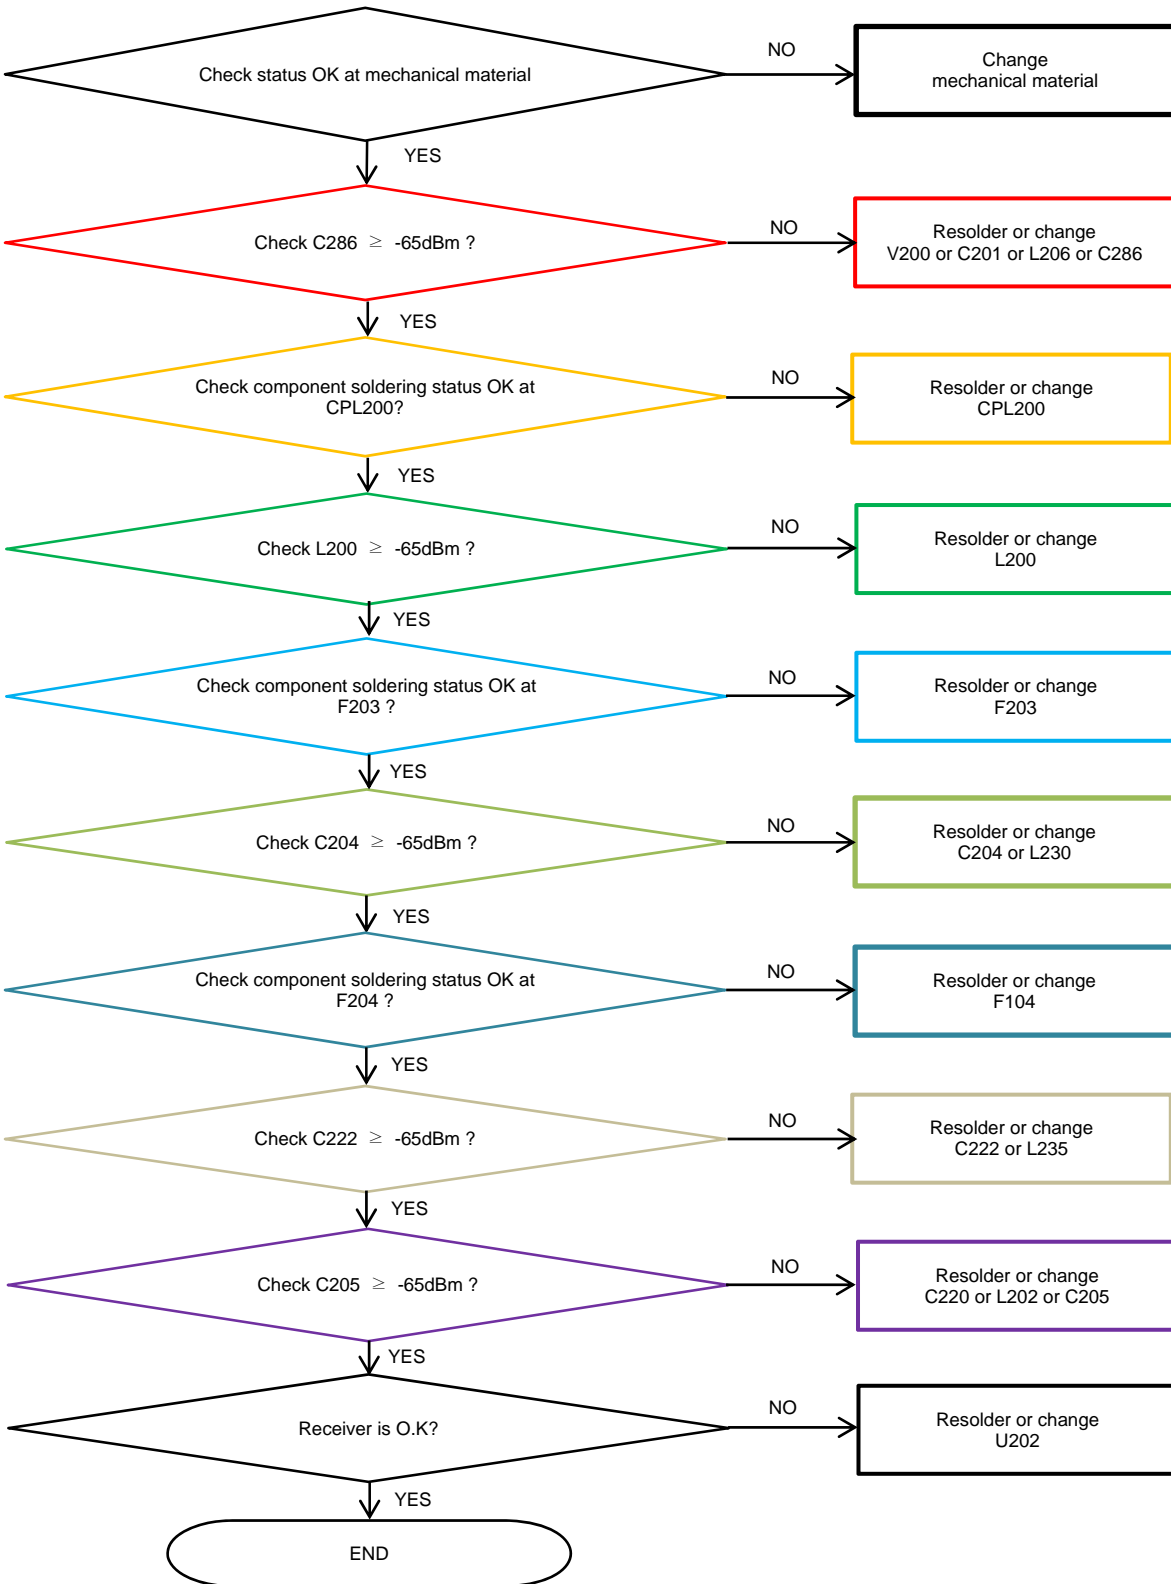 Check status OK at mechanical material
NO
Change
mechanical material
YES
Check C286 ≥ -65dBm ?
NO
Resolder or change
V200 or C201 or L206 or C286
YES
Check component soldering status OK at
CPL200?
NO
Resolder or change
CPL200
YES
Check L200 ≥ -65dBm ?
NO
Resolder or change
L200
YES
Check component soldering status OK at
F203 ?
NO
Resolder or change
F203
YES
Check C204 ≥ -65dBm ?
NO
Resolder or change
C204 or L230
YES
Check component soldering status OK at
F204 ?
NO
Resolder or change
F104
YES
Check C222 ≥ -65dBm ?
NO
Resolder or change
C222 or L235
YES
Check C205 ≥ -65dBm ?
NO
Resolder or change
C220 or L202 or C205
YES
Receiver is O.K?
NO
Resolder or change
U202
YES
END